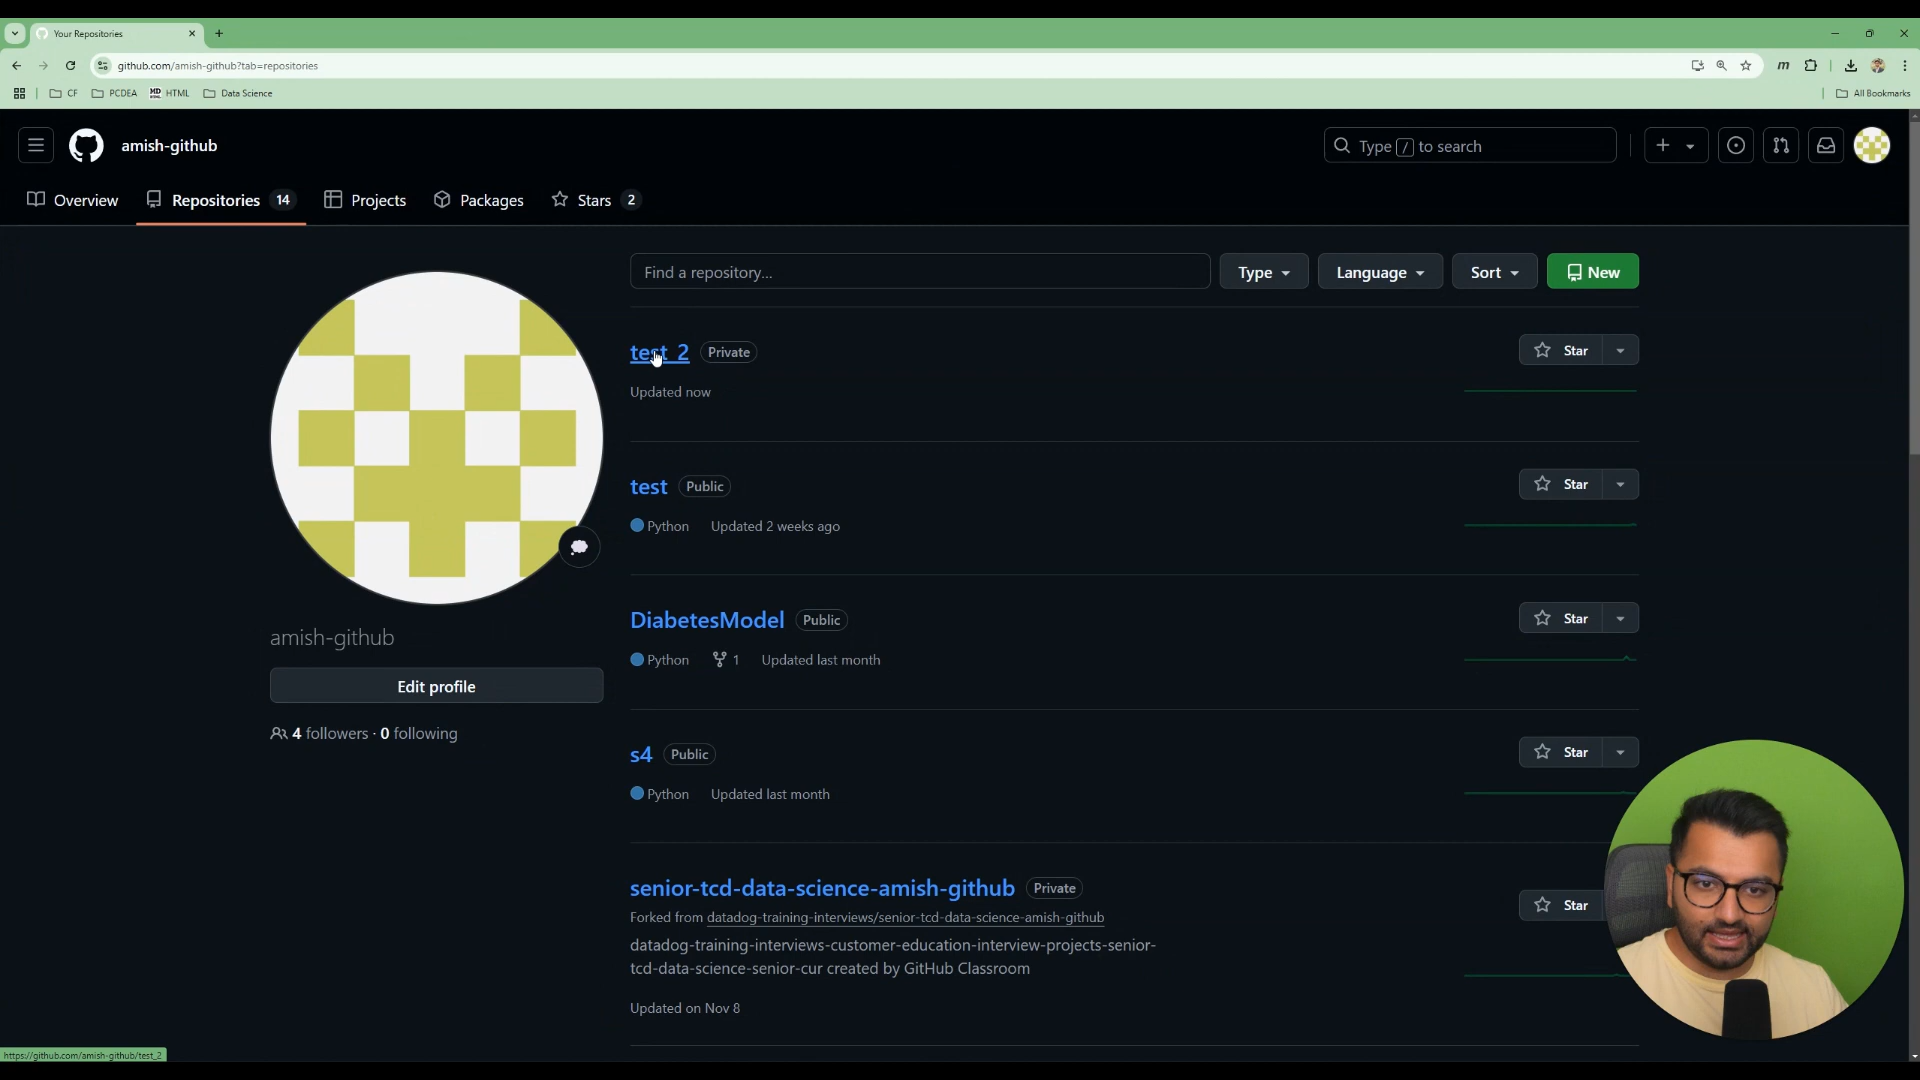 Your Repositories
github.com/amish-github?tab=repositories
CF PCDEA MD HTML HTML Data Science All Bookmarks
amish-github
Type / to search
Overview Repositories 14 Projects Packages Stars 2
Find a repository... Type Language Sort New
test_2 Private Star
Updated now
test Public Star
Python Updated 2 weeks ago
DiabetesModel Public Star
Python 1 Updated last month
amish-github
Edit profile
4 followers · 0 following
s4 Public Star
Python Updated last month
senior-tcd-data-science-amish-github Private Star
Forked from datadog-training-interviews/senior-tcd-data-science-amish-github
datadog-training-interviews-customer-education-interview-projects-senior-
tcd-data-science-senior-cur created by GitHub Classroom
Updated on Nov 8
https://github.com/amish-github/test_2